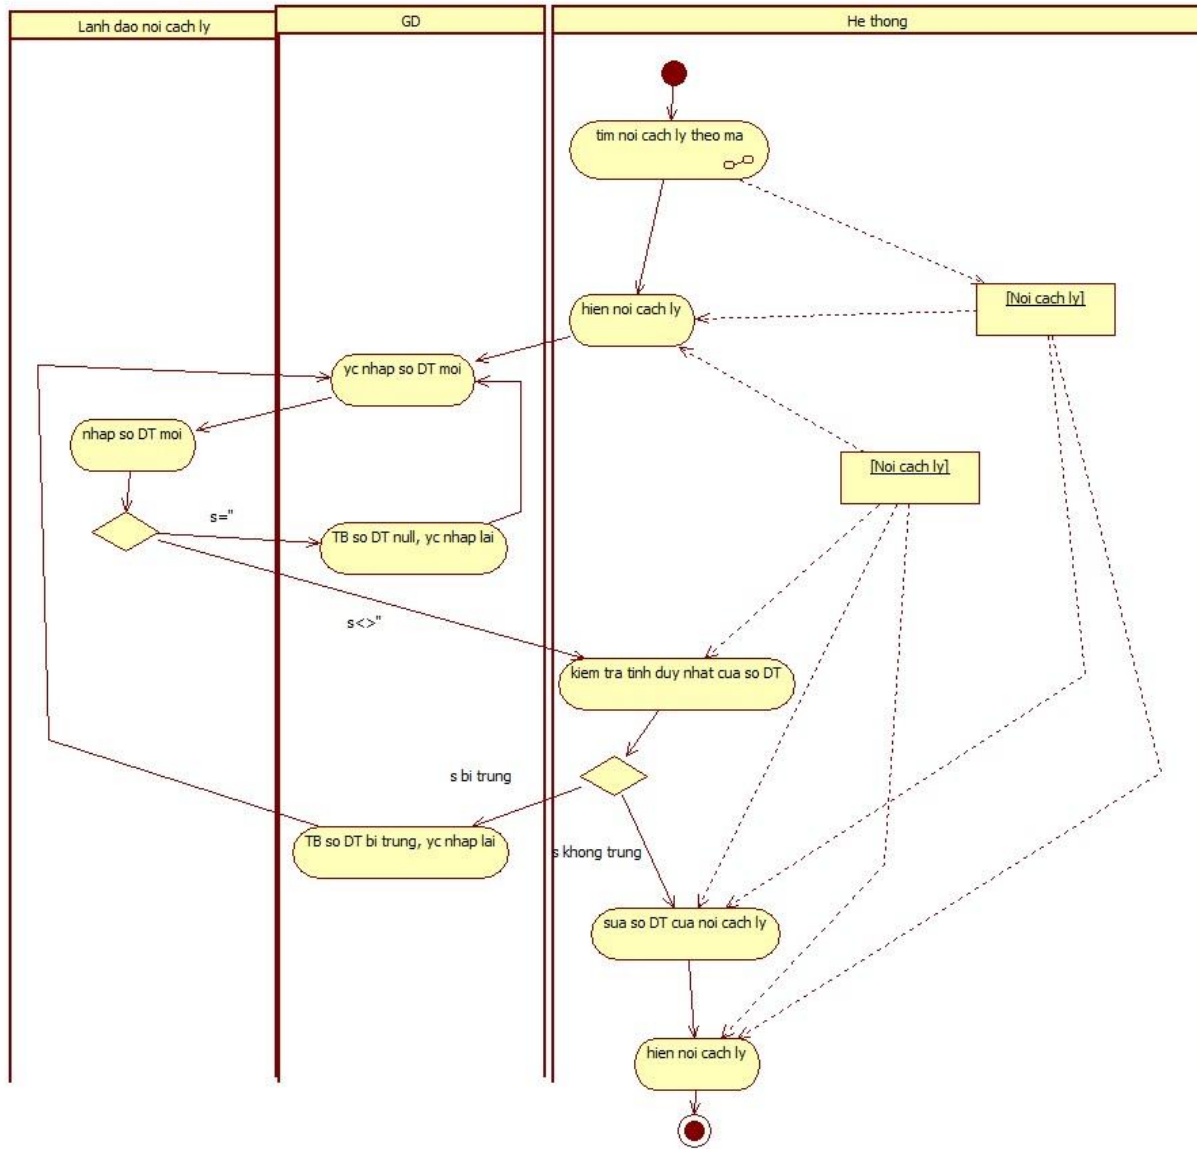 Lanh dao noi cach ly
GD
He thong
tim noi cach ly theo ma
[Noi cach ly]
hien noi cach ly
yc nhap so DT moi
nhap so DT moi
[Noi cach ly]
s=''
TB so DT null, yc nhap lai
s<>''
kiem tra tinh duy nhat cua so DT
s bi trung
TB so DT bi trung, yc nhap lai
s khong trung
sua so DT cua noi cach ly
hien noi cach ly